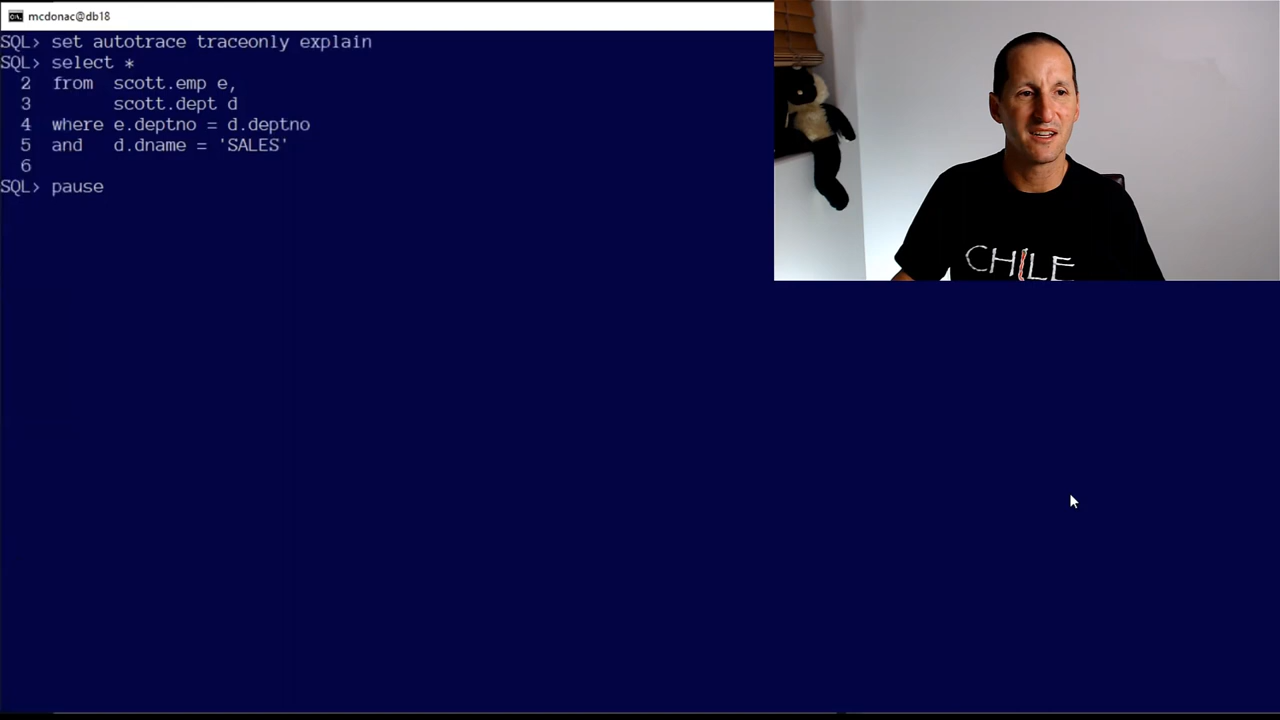 mcdonac@db18
SQL> set autotrace traceonly explain
SQL> select *
2 from scott.emp e,
3 scott.dept d
4 where e.deptno = d.deptno
5 and d.dname = 'SALES'
6
SQL> pause
CHILE